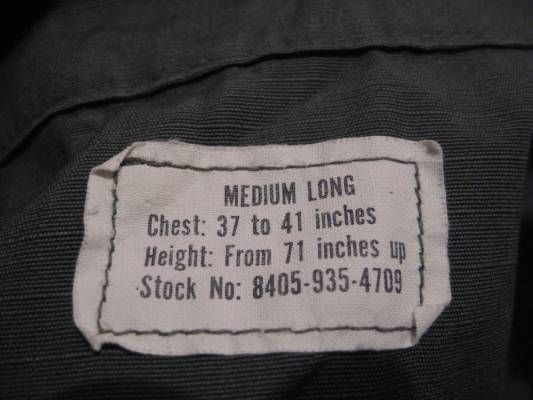 MEDIUM LONG
Chest: 37 to 41 inches
Height: From 71 inches up
Stock No: 8405-935-4709